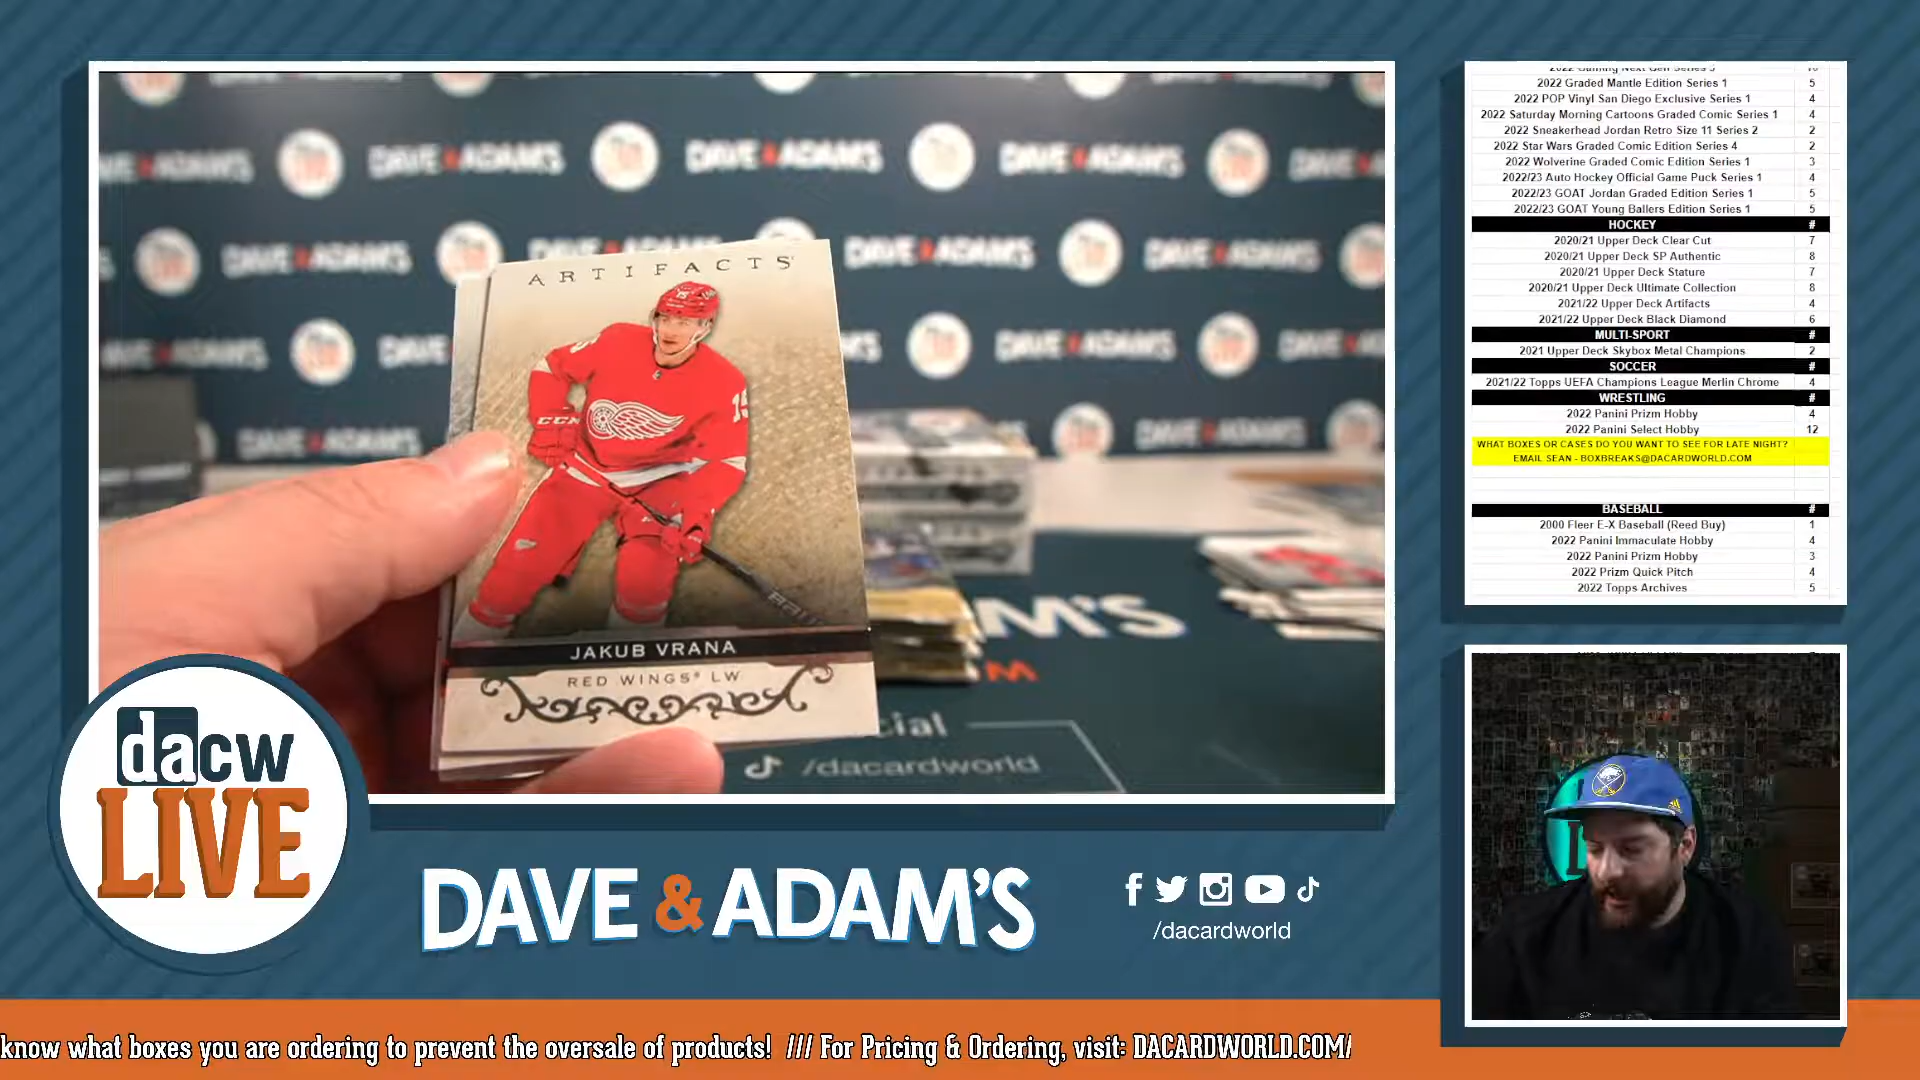 ARTIFACTS
15
CCM
JAKUB VRANA
RED WINGS LW
M'S
/dacardworld
2022 Graded Mantle Edition Series 1 5
2022 POP Vinyl San Diego Exclusive Series 1 4
2022 Saturday Morning Cartoons Graded Comic Series 1 4
2022 Sneakerhead Jordan Retro Size 11 Series 2 2
2022 Star Wars Graded Comic Edition Series 4 2
2022 Wolverine Graded Comic Edition Series 1 3
2022/23 Auto Hockey Official Game Puck Series 1 4
2022/23 GOAT Jordan Graded Edition Series 1 5
2022/23 GOAT Young Ballers Edition Series 1 5
HOCKEY #
2020/21 Upper Deck Clear Cut 7
2020/21 Upper Deck SP Authentic 8
2020/21 Upper Deck Stature 7
2020/21 Upper Deck Ultimate Collection 8
2021/22 Upper Deck Artifacts 4
2021/22 Upper Deck Black Diamond 6
MULTI-SPORT #
2021 Upper Deck Skybox Metal Champions 2
SOCCER #
2021/22 Topps UEFA Champions League Merlin Chrome 4
WRESTLING #
2022 Panini Prizm Hobby 4
2022 Panini Select Hobby 12
WHAT BOXES OR CASES DO YOU WANT TO SEE FOR LATE NIGHT?
EMAIL SEAN - BOXBREAKS@DACARDWORLD.COM
BASEBALL #
2000 Fleer E-X Baseball (Reed Buy) 1
2022 Panini Immaculate Hobby 4
2022 Panini Prizm Hobby 3
2022 Prizm Quick Pitch 4
2022 Topps Archives 5
dacw
LIVE
DAVE & ADAM'S
/dacardworld
know what boxes you are ordering to prevent the oversale of products! /// For Pricing & Ordering, visit: DACARDWORLD.COM/